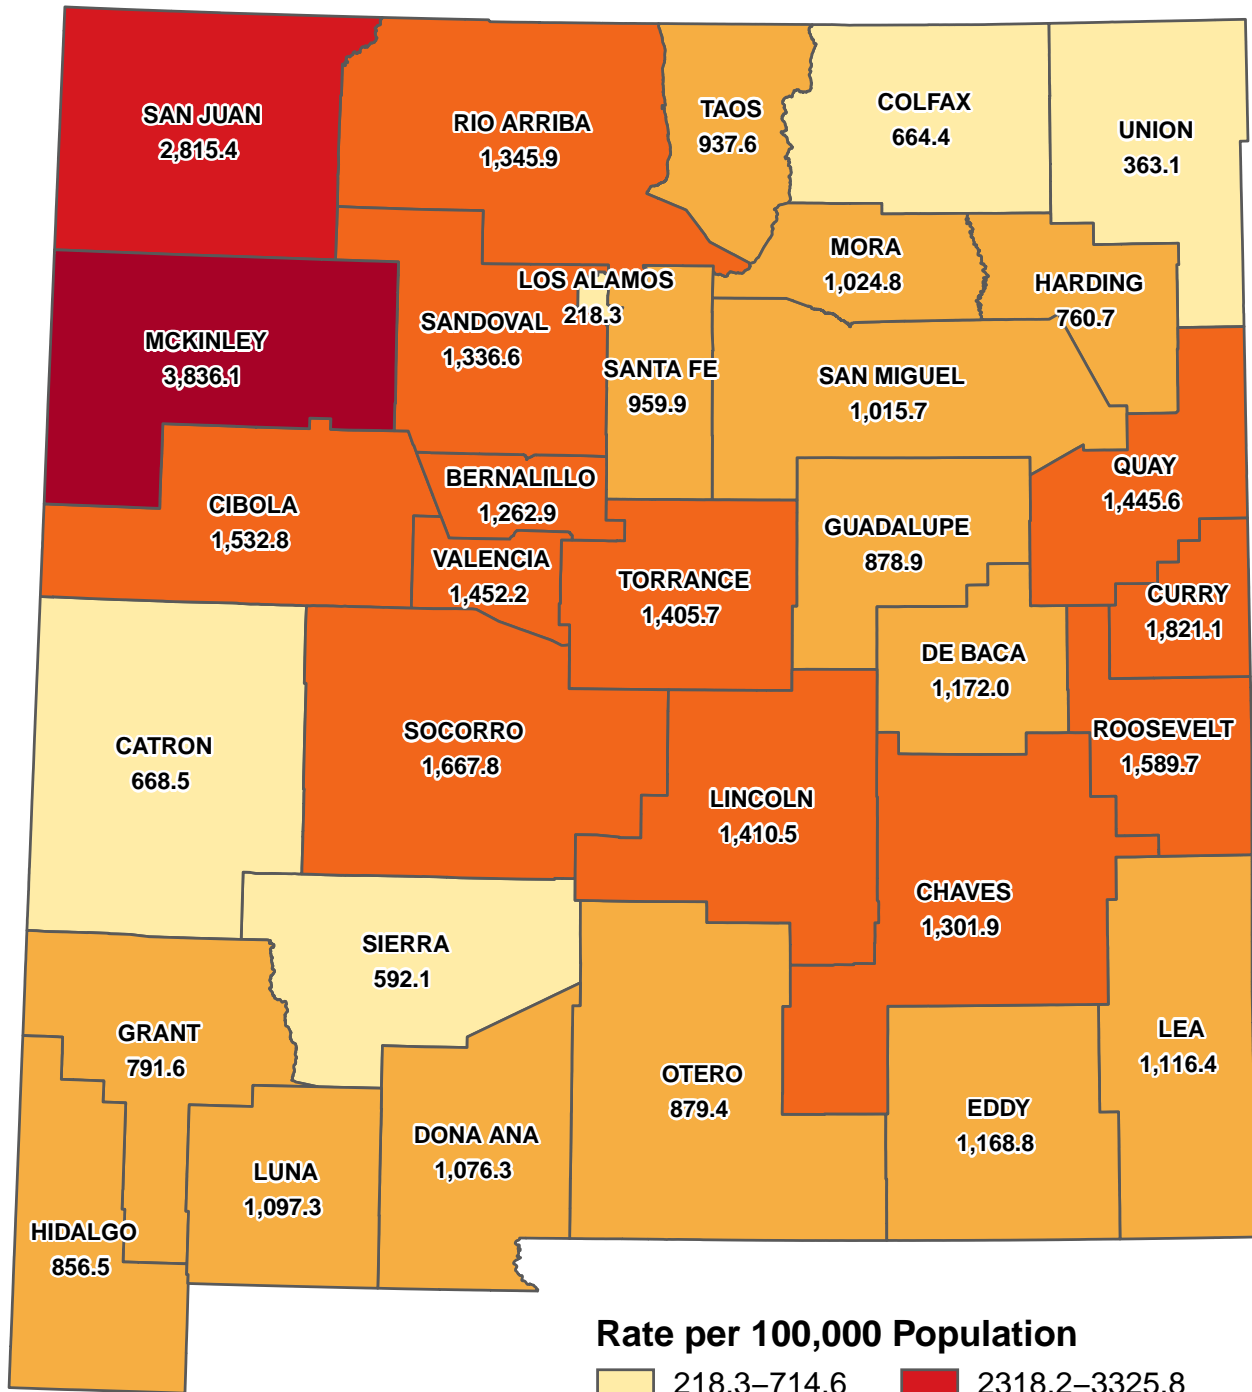 SAN JUAN
2,815.4
RIO ARRIBA
1,345.9
TAOS
937.6
COLFAX
664.4
UNION
363.1
MORA
1,024.8
HARDING
760.7
LOS ALAMOS
218.3
SANDOVAL
1,336.6
MCKINLEY
3,836.1
SANTA FE
959.9
SAN MIGUEL
1,015.7
QUAY
1,445.6
BERNALILLO
1,262.9
CIBOLA
1,532.8
GUADALUPE
878.9
VALENCIA
1,452.2
TORRANCE
1,405.7
CURRY
1,821.1
DE BACA
1,172.0
CATRON
668.5
SOCORRO
1,667.8
ROOSEVELT
1,589.7
LINCOLN
1,410.5
CHAVES
1,301.9
SIERRA
592.1
GRANT
791.6
LEA
1,116.4
OTERO
879.4
EDDY
1,168.8
DONA ANA
1,076.3
LUNA
1,097.3
HIDALGO
856.5
Rate per 100,000 Population
218.3–714.6
2318.2–3325.8